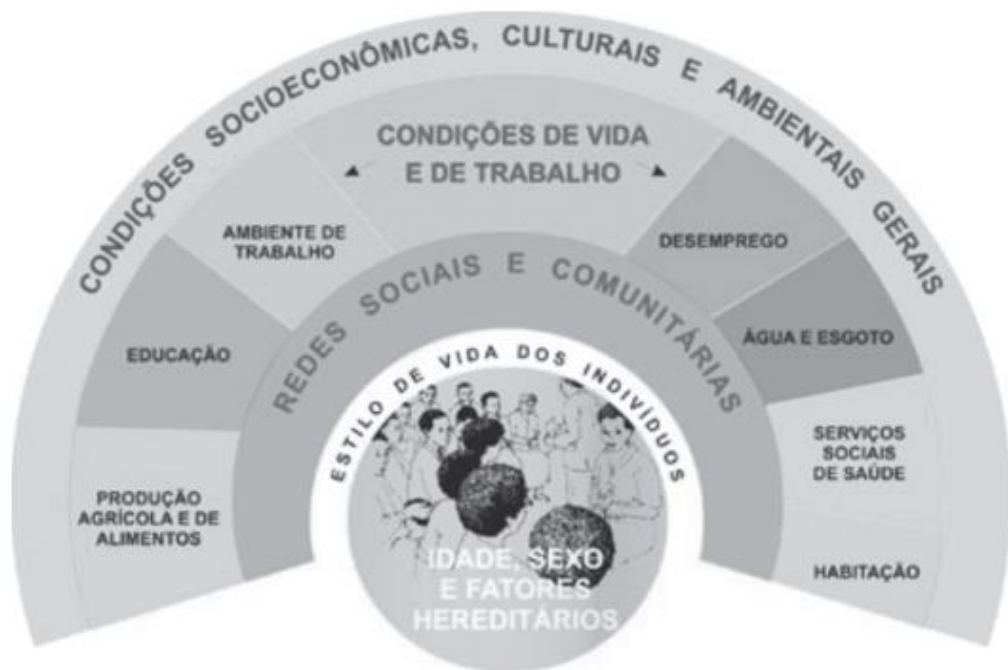 CONDIÇÕES SOCIOECONÔMICAS, CULTURAIS E AMBIENTAIS GERAIS
CONDIÇÕES DE VIDA
E DE TRABALHO
AMBIENTE DE
TRABALHO
DESEMPREGO
EDUCAÇÃO
ÁGUA E ESGOTO
PRODUÇÃO
AGRÍCOLA E DE
ALIMENTOS
SERVIÇOS
SOCIAIS
DE SAÚDE
HABITAÇÃO
REDES SOCIAIS E COMUNITÁRIAS
ESTILO DE VIDA DOS INDIVÍDUOS
IDADE, SEXO
E FATORES
HEREDITÁRIOS